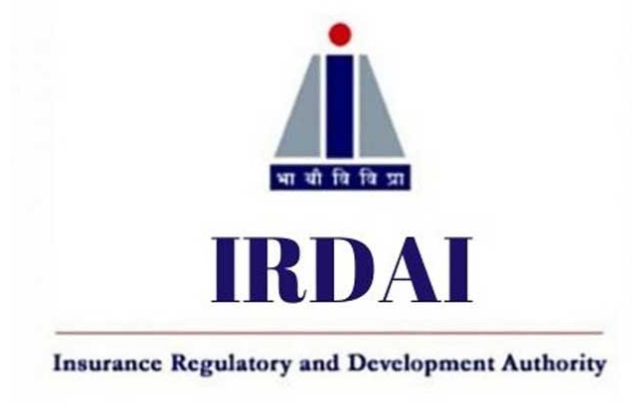 भा बी वि वि प्रा
IRDAI
Insurance Regulatory and Development Authority